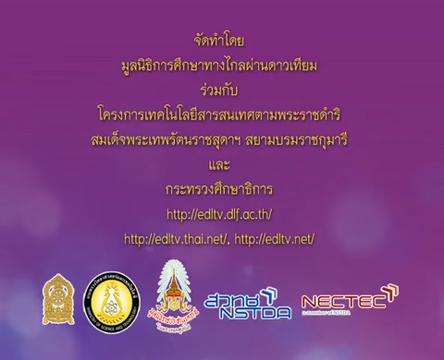 จัดทำโดย
มูลนิธิการศึกษาทางไกลผ่านดาวเทียม
ร่วมกับ
โครงการเทคโนโลยีสารสนเทศตามพระราชดำริ
สมเด็จพระเทพรัตนราชสุดาฯ สยามบรมราชกุมารี
และ
กระทรวงศึกษาธิการ
http://edltv.dlf.ac.th/
http://edltv.thai.net/, http://edltv.net/
สวทช
NSTDA
NECTEC
a member of NSTDA